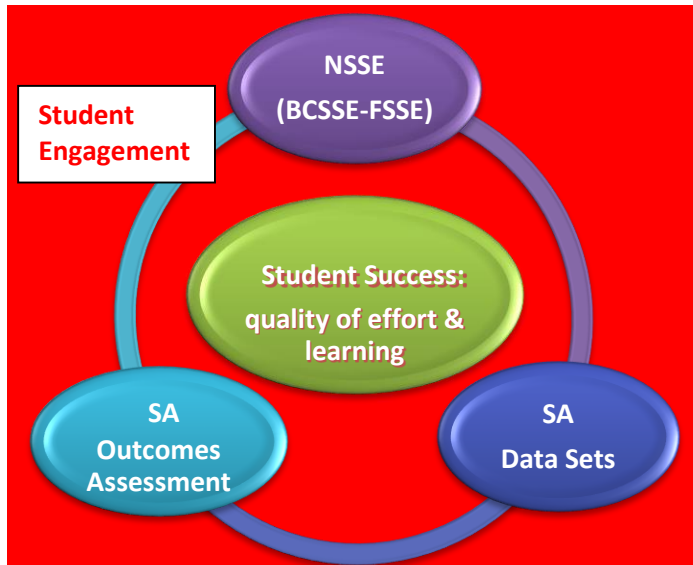 NSSE
(BCSSE-FSSE)
Student
Engagement
Student Success:
quality of effort &
learning
SA
Outcomes
Assessment
SA
Data Sets